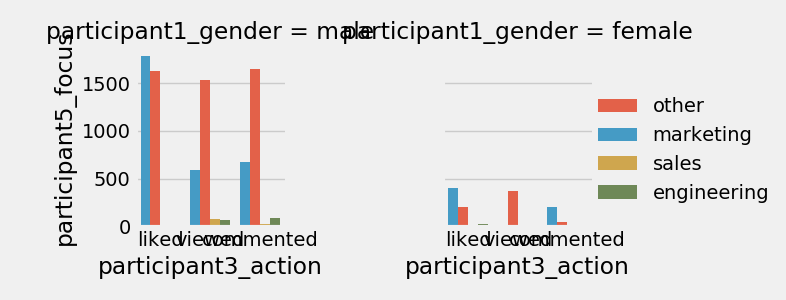 participant1_gender = male
participant1_gender = female
participant5_focus
1500
1000
500
0
liked
viewed
commented
participant3_action
liked
viewed
commented
participant3_action
other
marketing
sales
engineering